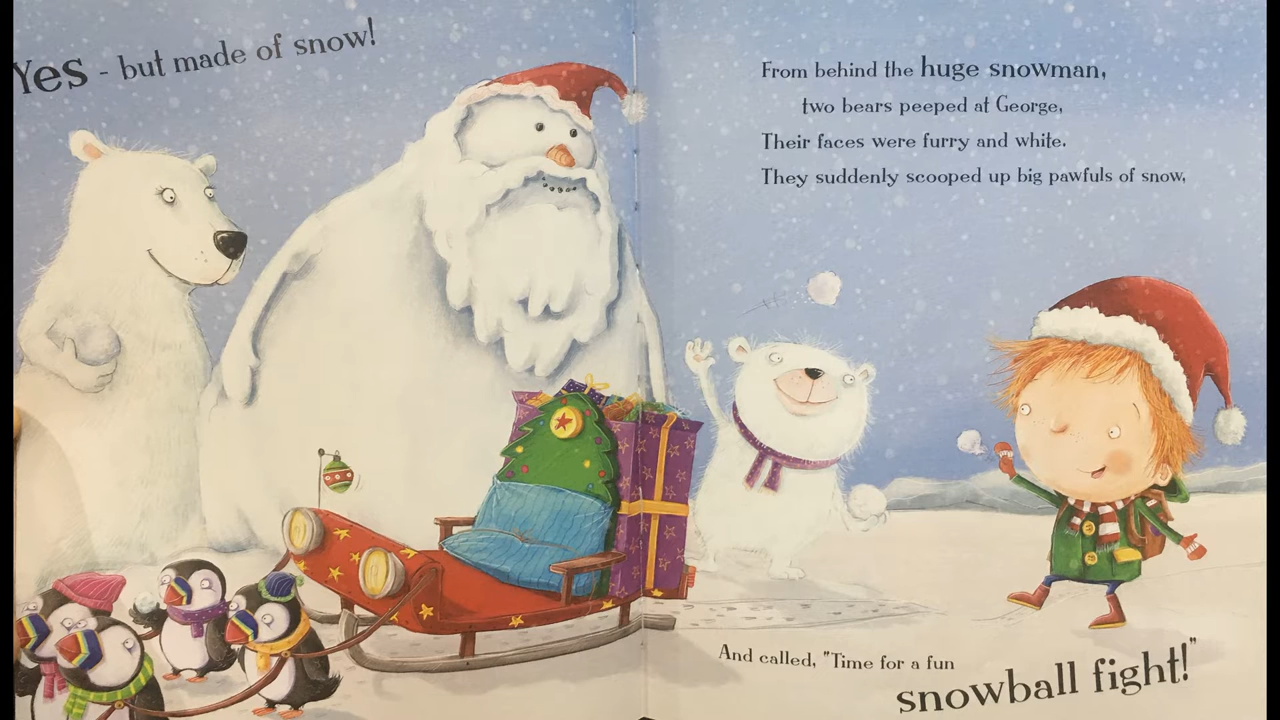 Yes - but made of snow!
From behind the huge snowman,
two bears peeped at George,
Their faces were furry and white.
They suddenly scooped up big pawfuls of snow,
And called, "Time for a fun
snowball fight!"